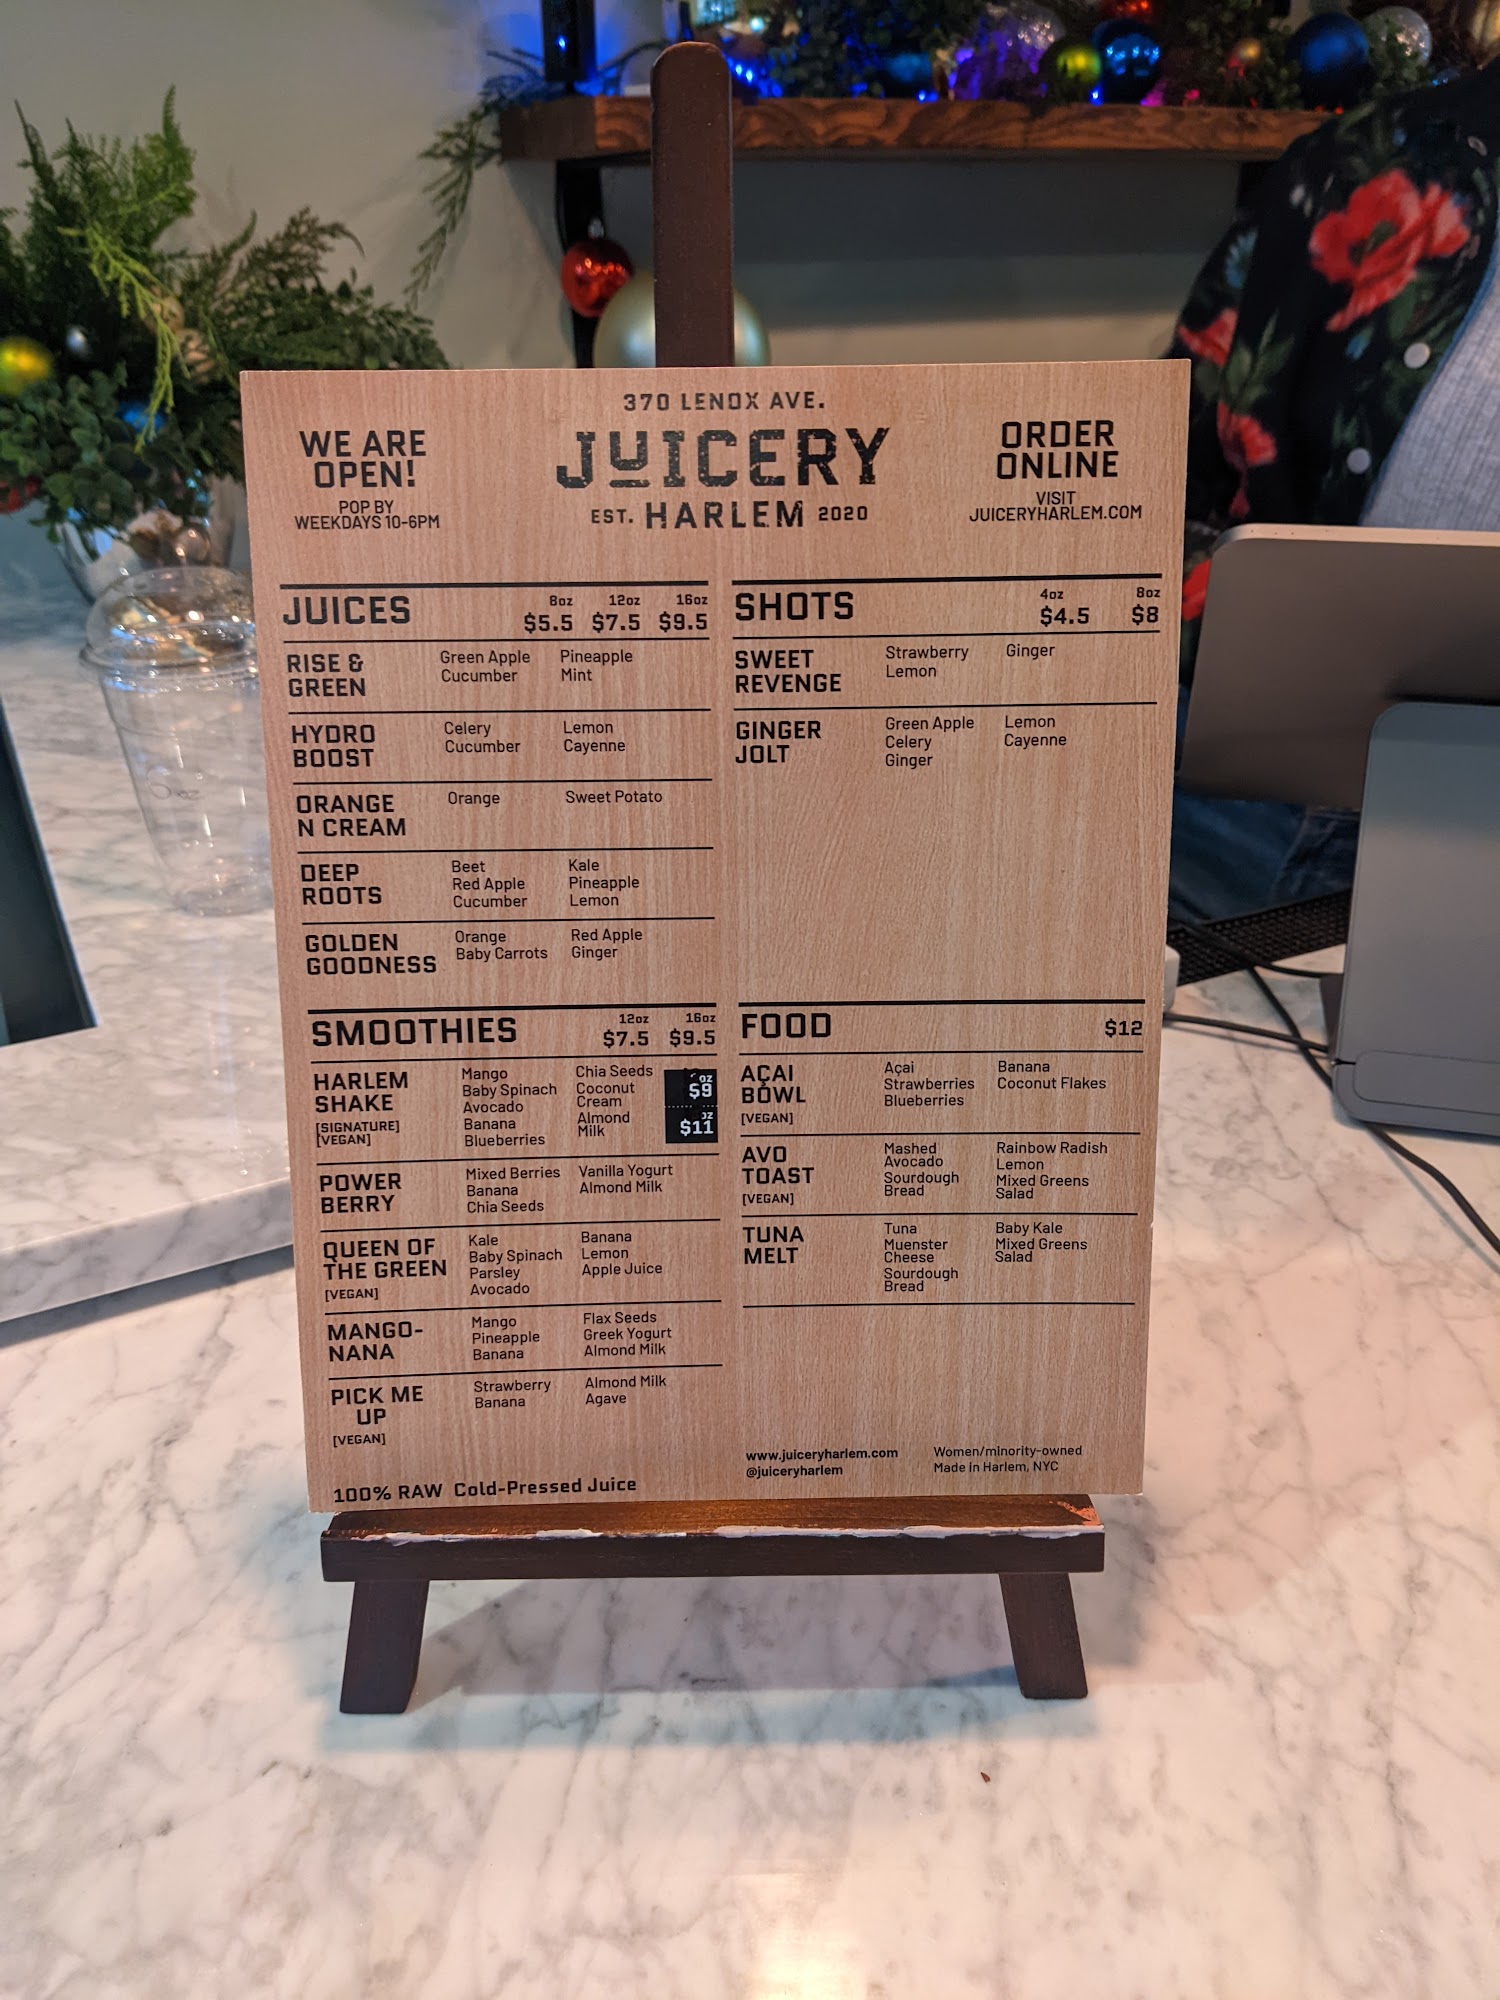 370 LENOX AVE.
JUICERY
EST. HARLEM 2020
WE ARE
OPEN!
POP BY
WEEKDAYS 10-6PM
ORDER
ONLINE
VISIT
JUICERYHARLEM.COM
JUICES
8oz 12oz 16oz
$5.5 $7.5 $9.5
RISE &
GREEN
Green Apple
Cucumber
Pineapple
Mint
HYDRO
BOOST
Celery
Cucumber
Lemon
Cayenne
ORANGE
N CREAM
Orange
Sweet Potato
DEEP
ROOTS
Beet
Red Apple
Cucumber
Kale
Pineapple
Lemon
GOLDEN
GOODNESS
Orange
Baby Carrots
Red Apple
Ginger
SMOOTHIES
12oz 16oz
$7.5 $9.5
HARLEM
SHAKE
[SIGNATURE]
[VEGAN]
Mango
Baby Spinach
Avocado
Banana
Blueberries
Chia Seeds
Coconut
Cream
Almond
Milk
oz
$9
oz
$11
POWER
BERRY
Mixed Berries
Banana
Chia Seeds
Vanilla Yogurt
Almond Milk
QUEEN OF
THE GREEN
[VEGAN]
Kale
Baby Spinach
Parsley
Avocado
Banana
Lemon
Apple Juice
MANGO-
NANA
Mango
Pineapple
Banana
Flax Seeds
Greek Yogurt
Almond Milk
PICK ME
UP
[VEGAN]
Strawberry
Banana
Almond Milk
Agave
100% RAW Cold-Pressed Juice
SHOTS
4oz 8oz
$4.5 $8
SWEET
REVENGE
Strawberry
Lemon
Ginger
GINGER
JOLT
Green Apple
Celery
Ginger
Lemon
Cayenne
FOOD
$12
AÇAI
BOWL
[VEGAN]
Açai
Strawberries
Blueberries
Banana
Coconut Flakes
AVO
TOAST
[VEGAN]
Mashed
Avocado
Sourdough
Bread
Rainbow Radish
Lemon
Mixed Greens
Salad
TUNA
MELT
Tuna
Muenster
Cheese
Sourdough
Bread
Baby Kale
Mixed Greens
Salad
www.juiceryharlem.com
@juiceryharlem
Women/minority-owned
Made in Harlem, NYC